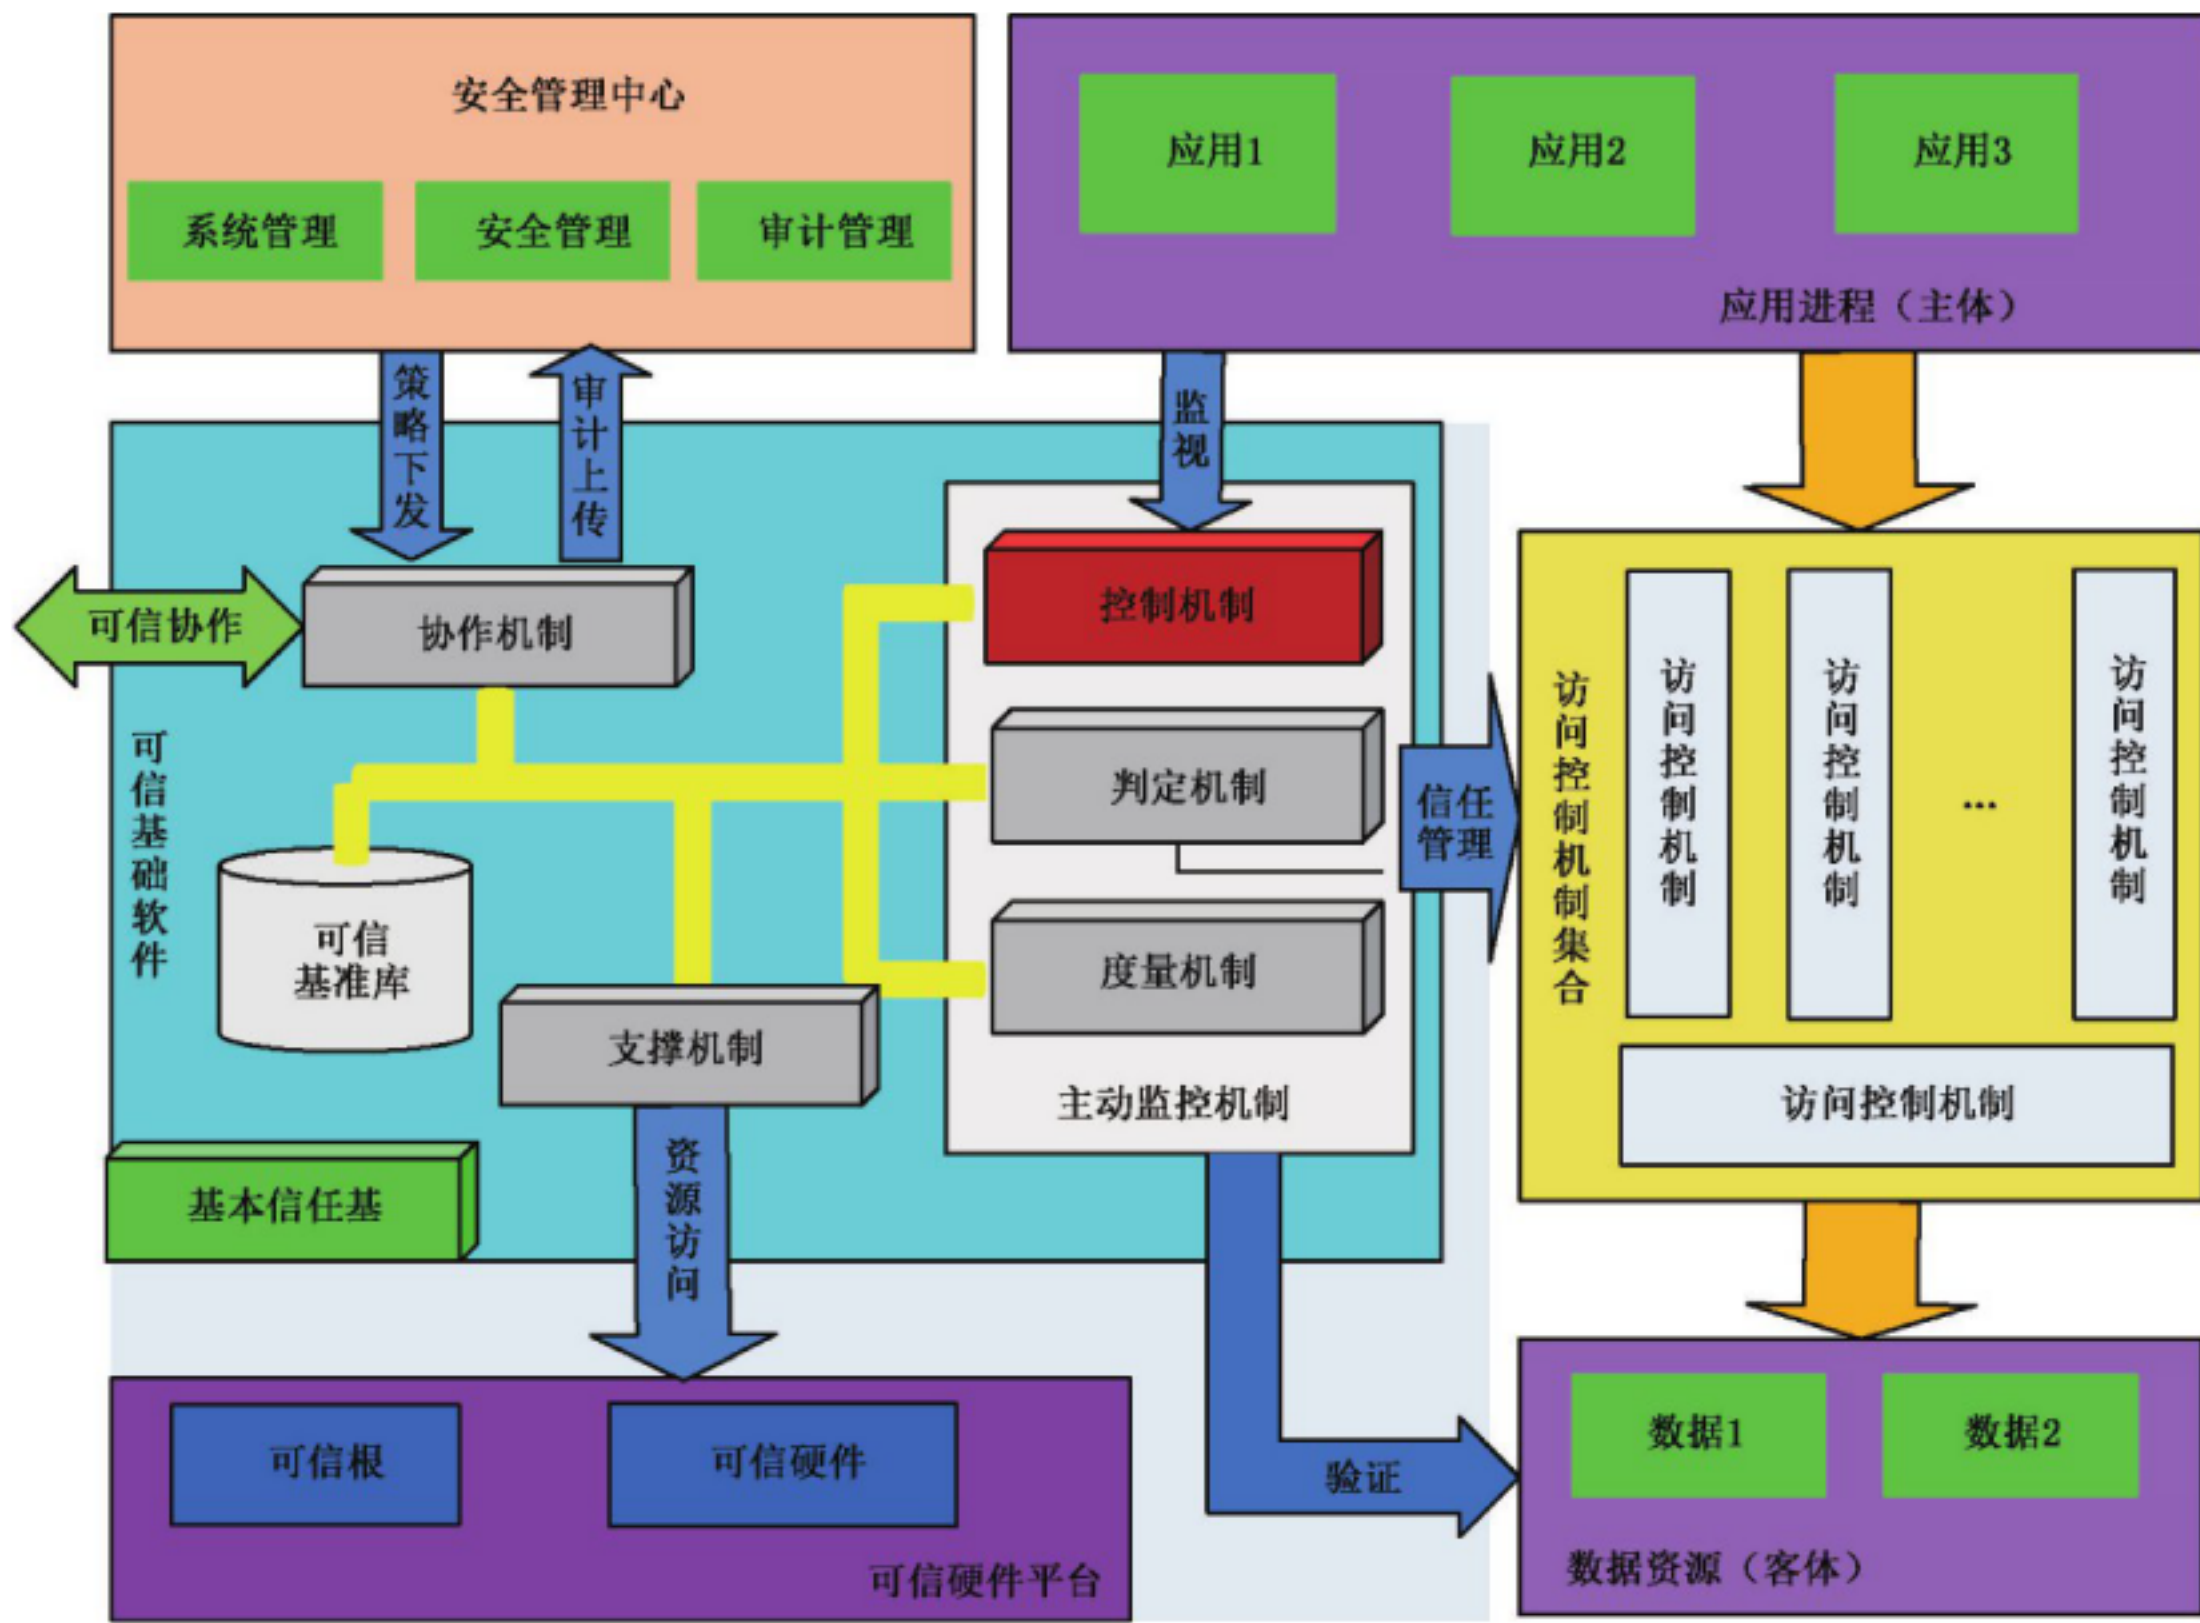 安全管理中心
系统管理
安全管理
审计管理
应用1
应用2
应用3
应用进程（主体）
策略下发
审计上传
监视
可信协作
协作机制
控制机制
可信基础软件
判定机制
信任
管理
可信
基准库
度量机制
支撑机制
主动监控机制
基本信任基
资源访问
访问控制机制集合
访问控制机制
访问控制机制
...
访问控制机制
访问控制机制
可信根
可信硬件
可信硬件平台
验证
数据1
数据2
数据资源（客体）